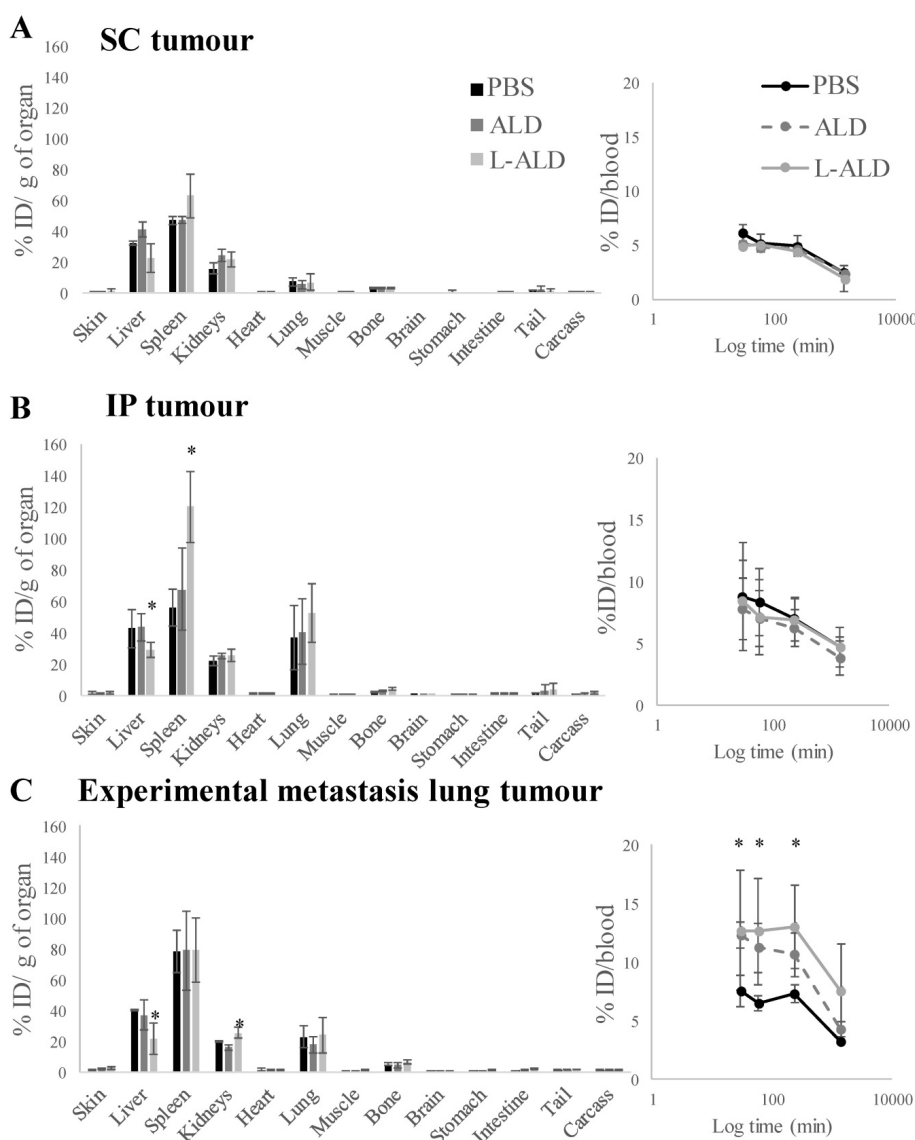 A SC tumour
% ID/ g of organ
160
140
120
100
80
60
40
20
0
Skin Liver Spleen Kidneys Heart Lung Muscle Bone Brain Stomach Intestine Tail Carcass
PBS
ALD
L-ALD
% ID/blood
20
15
10
5
0
1 100 10000
Log time (min)
PBS
ALD
L-ALD
B IP tumour
% ID/g of organ
160
140
120
100
80
60
40
20
0
* *
Skin Liver Spleen Kidneys Heart Lung Muscle Bone Brain Stomach Intestine Tail Carcass
%ID/blood
20
15
10
5
0
1 100 10000
Log time (min)
C Experimental metastasis lung tumour
% ID/ g of organ
160
140
120
100
80
60
40
20
0
* *
Skin Liver Spleen Kidneys Heart Lung Muscle Bone Brain Stomach Intestine Tail Carcass
% ID/blood
20
15
10
5
0
* * *
1 100 10000
Log time (min)